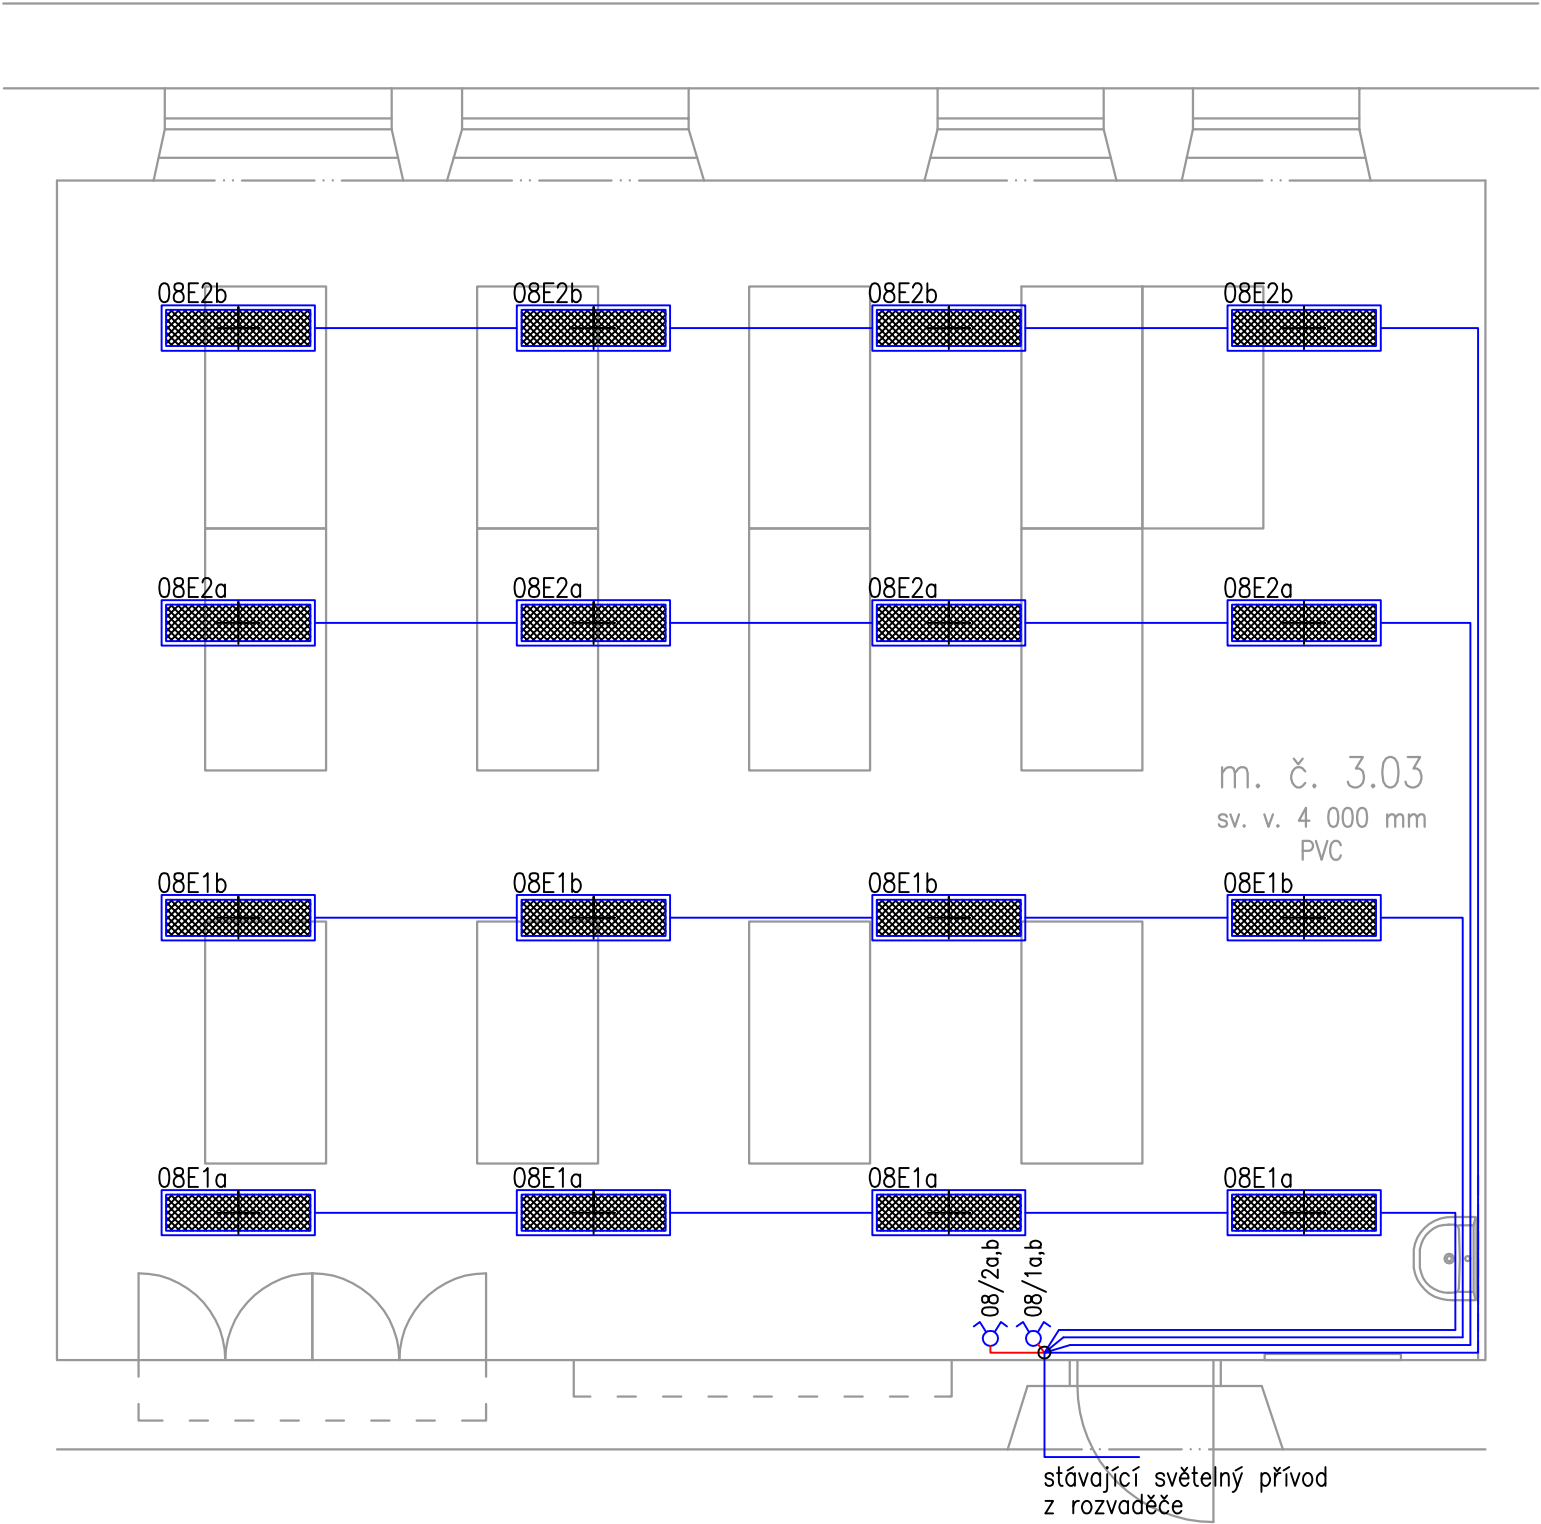 08E2b 08E2b 08E2b 08E2b
08E2a 08E2a 08E2a 08E2a
m. č. 3.03
sv. v. 4 000 mm
PVC
08E1b 08E1b 08E1b 08E1b
08E1a 08E1a 08E1a 08E1a
08/2a,b
08/1a,b
stávající světelný přívod
z rozvaděče